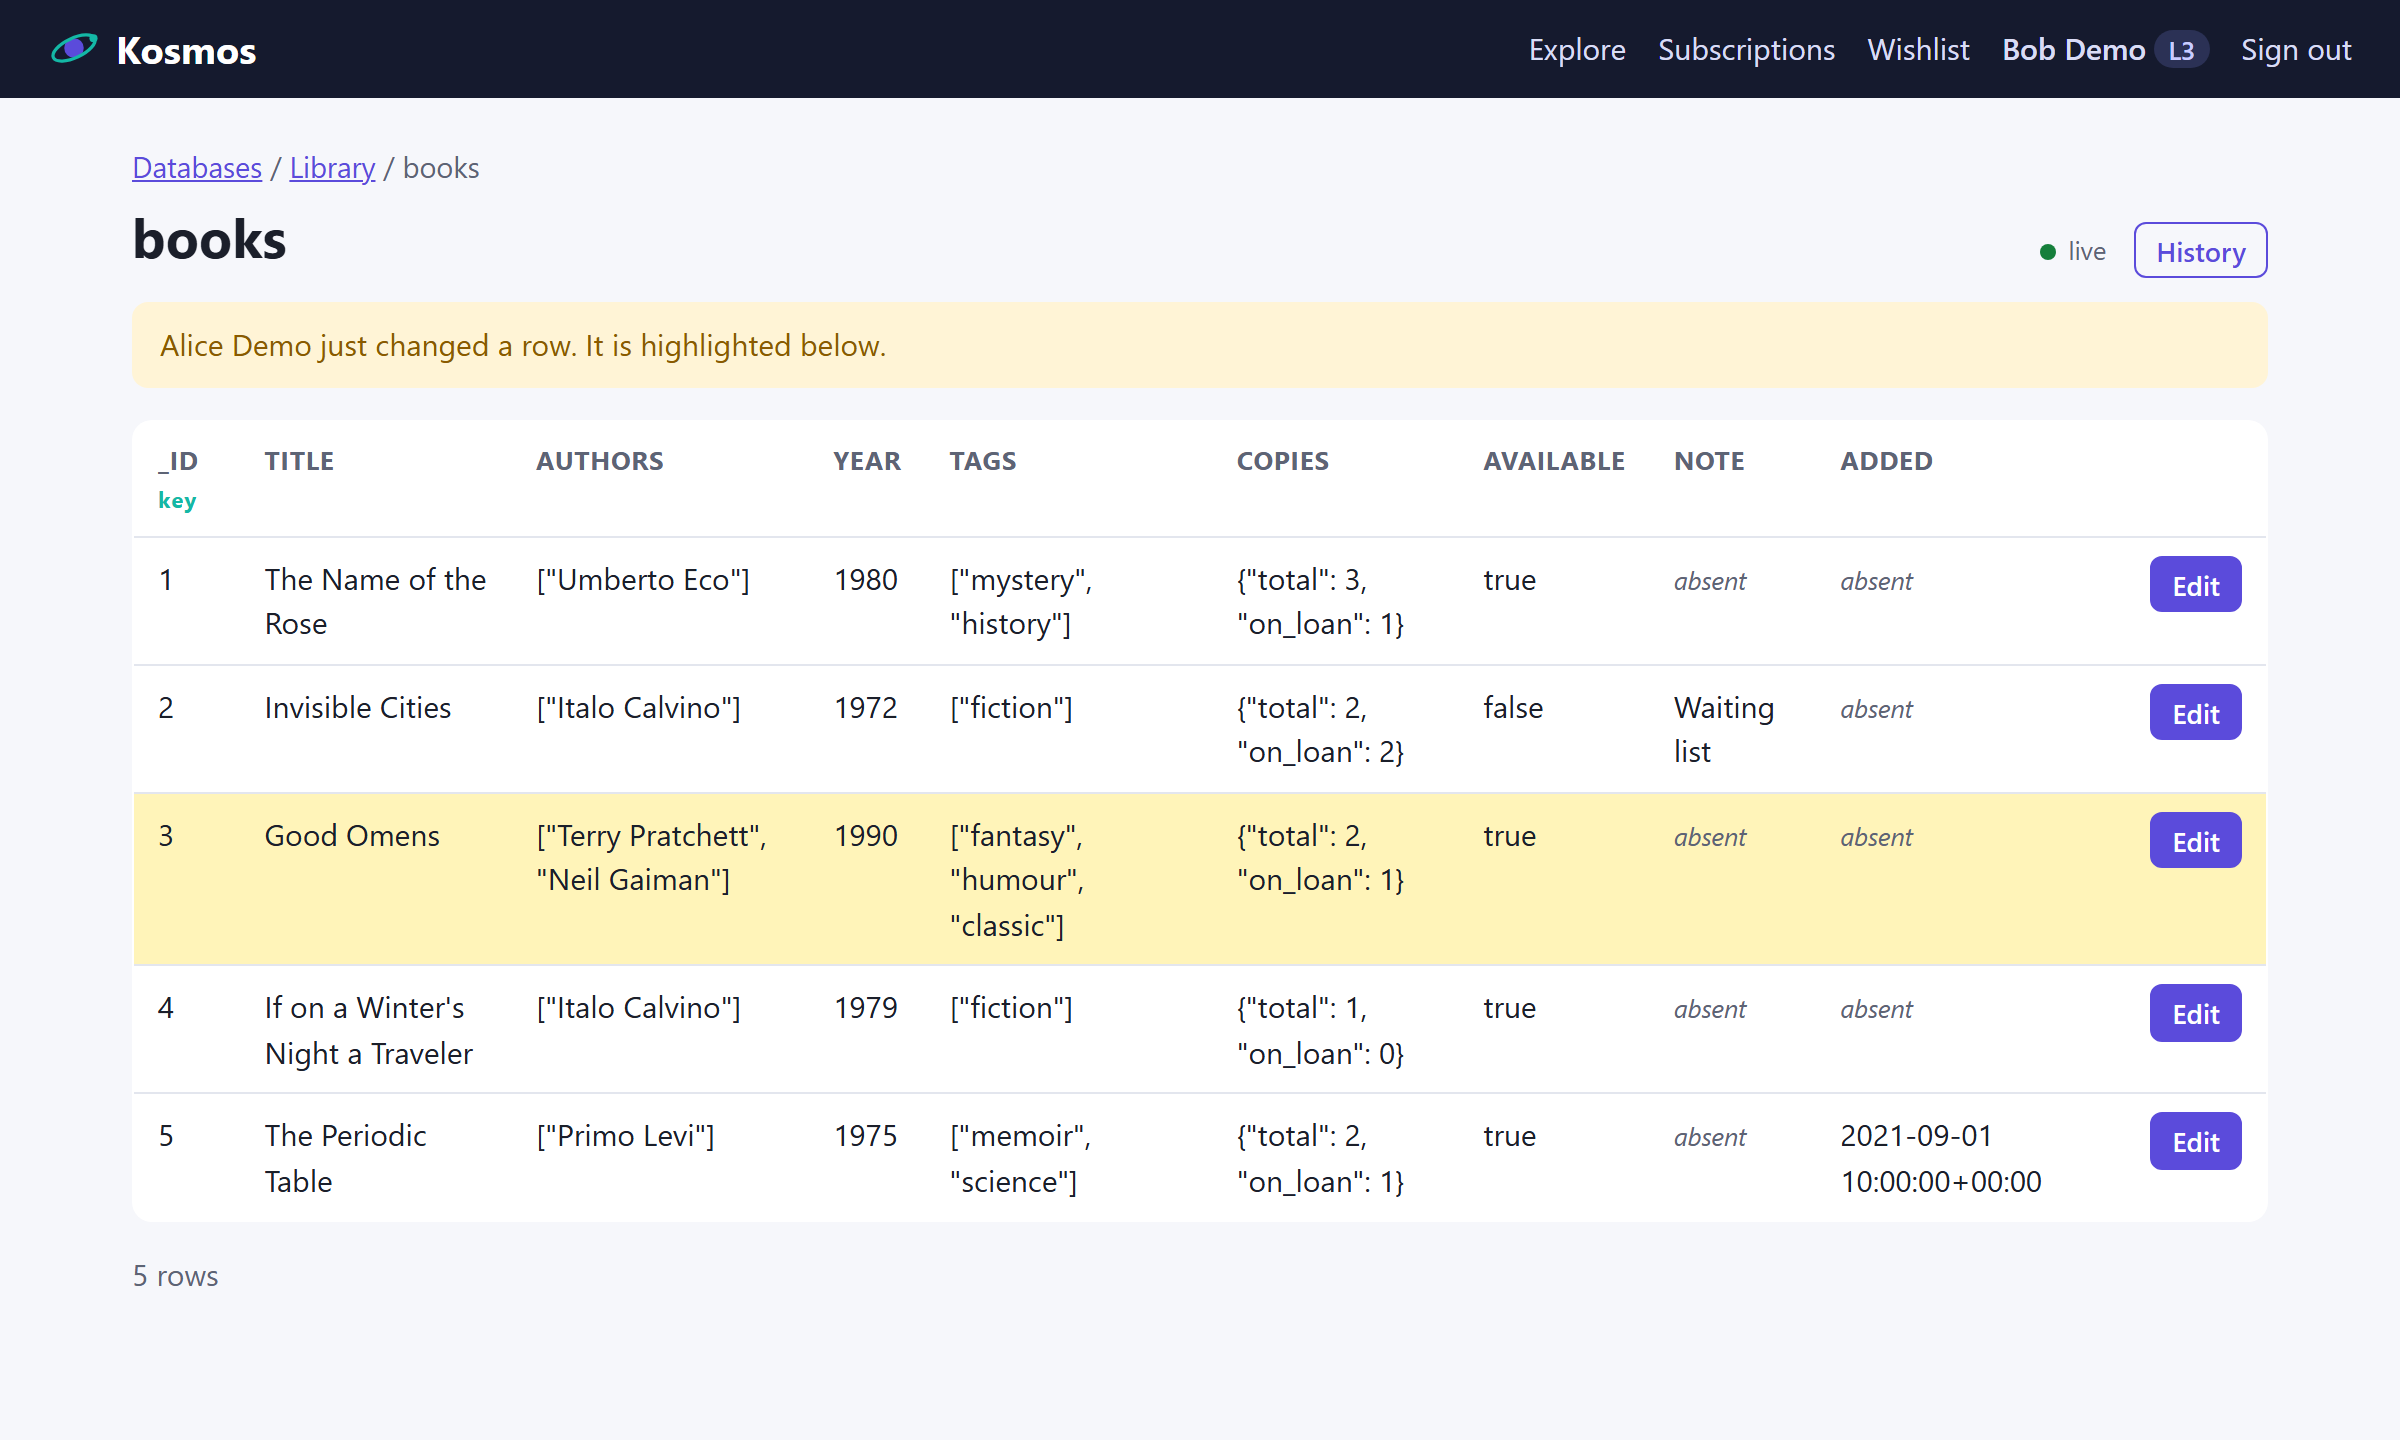 Kosmos
Explore Subscriptions Wishlist Bob Demo L3 Sign out
Databases / Library / books
books
live History
Alice Demo just changed a row. It is highlighted below.
_ID TITLE AUTHORS YEAR TAGS COPIES AVAILABLE NOTE ADDED
key
1 The Name of the ["Umberto Eco"] 1980 ["mystery", {"total": 3, true absent absent Edit
Rose "history"] "on_loan": 1}
2 Invisible Cities ["Italo Calvino"] 1972 ["fiction"] {"total": 2, false Waiting absent Edit
"on_loan": 2} list
3 Good Omens ["Terry Pratchett", 1990 ["fantasy", {"total": 2, true absent absent Edit
"Neil Gaiman"] "humour", "on_loan": 1}
"classic"]
4 If on a Winter's ["Italo Calvino"] 1979 ["fiction"] {"total": 1, true absent absent Edit
Night a Traveler "on_loan": 0}
5 The Periodic ["Primo Levi"] 1975 ["memoir", {"total": 2, true absent 2021-09-01 Edit
Table "science"] "on_loan": 1} 10:00:00+00:00
5 rows